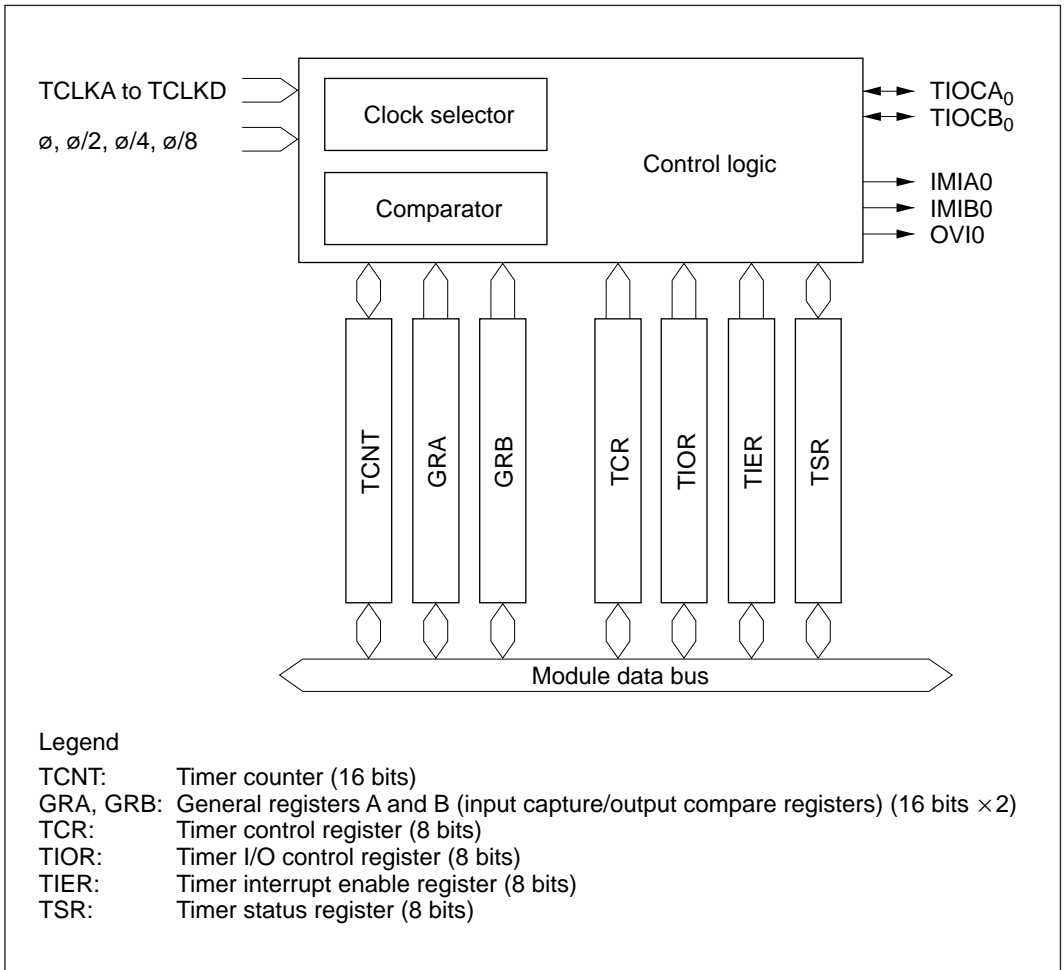 TCLKA to TCLKD
ø, ø/2, ø/4, ø/8
Clock selector
Comparator
Control logic
TIOCA0
TIOCB0
IMIA0
IMIB0
OVI0
TCNT
GRA
GRB
TCR
TIOR
TIER
TSR
Module data bus
Legend
TCNT: Timer counter (16 bits)
GRA, GRB: General registers A and B (input capture/output compare registers) (16 bits ×2)
TCR: Timer control register (8 bits)
TIOR: Timer I/O control register (8 bits)
TIER: Timer interrupt enable register (8 bits)
TSR: Timer status register (8 bits)